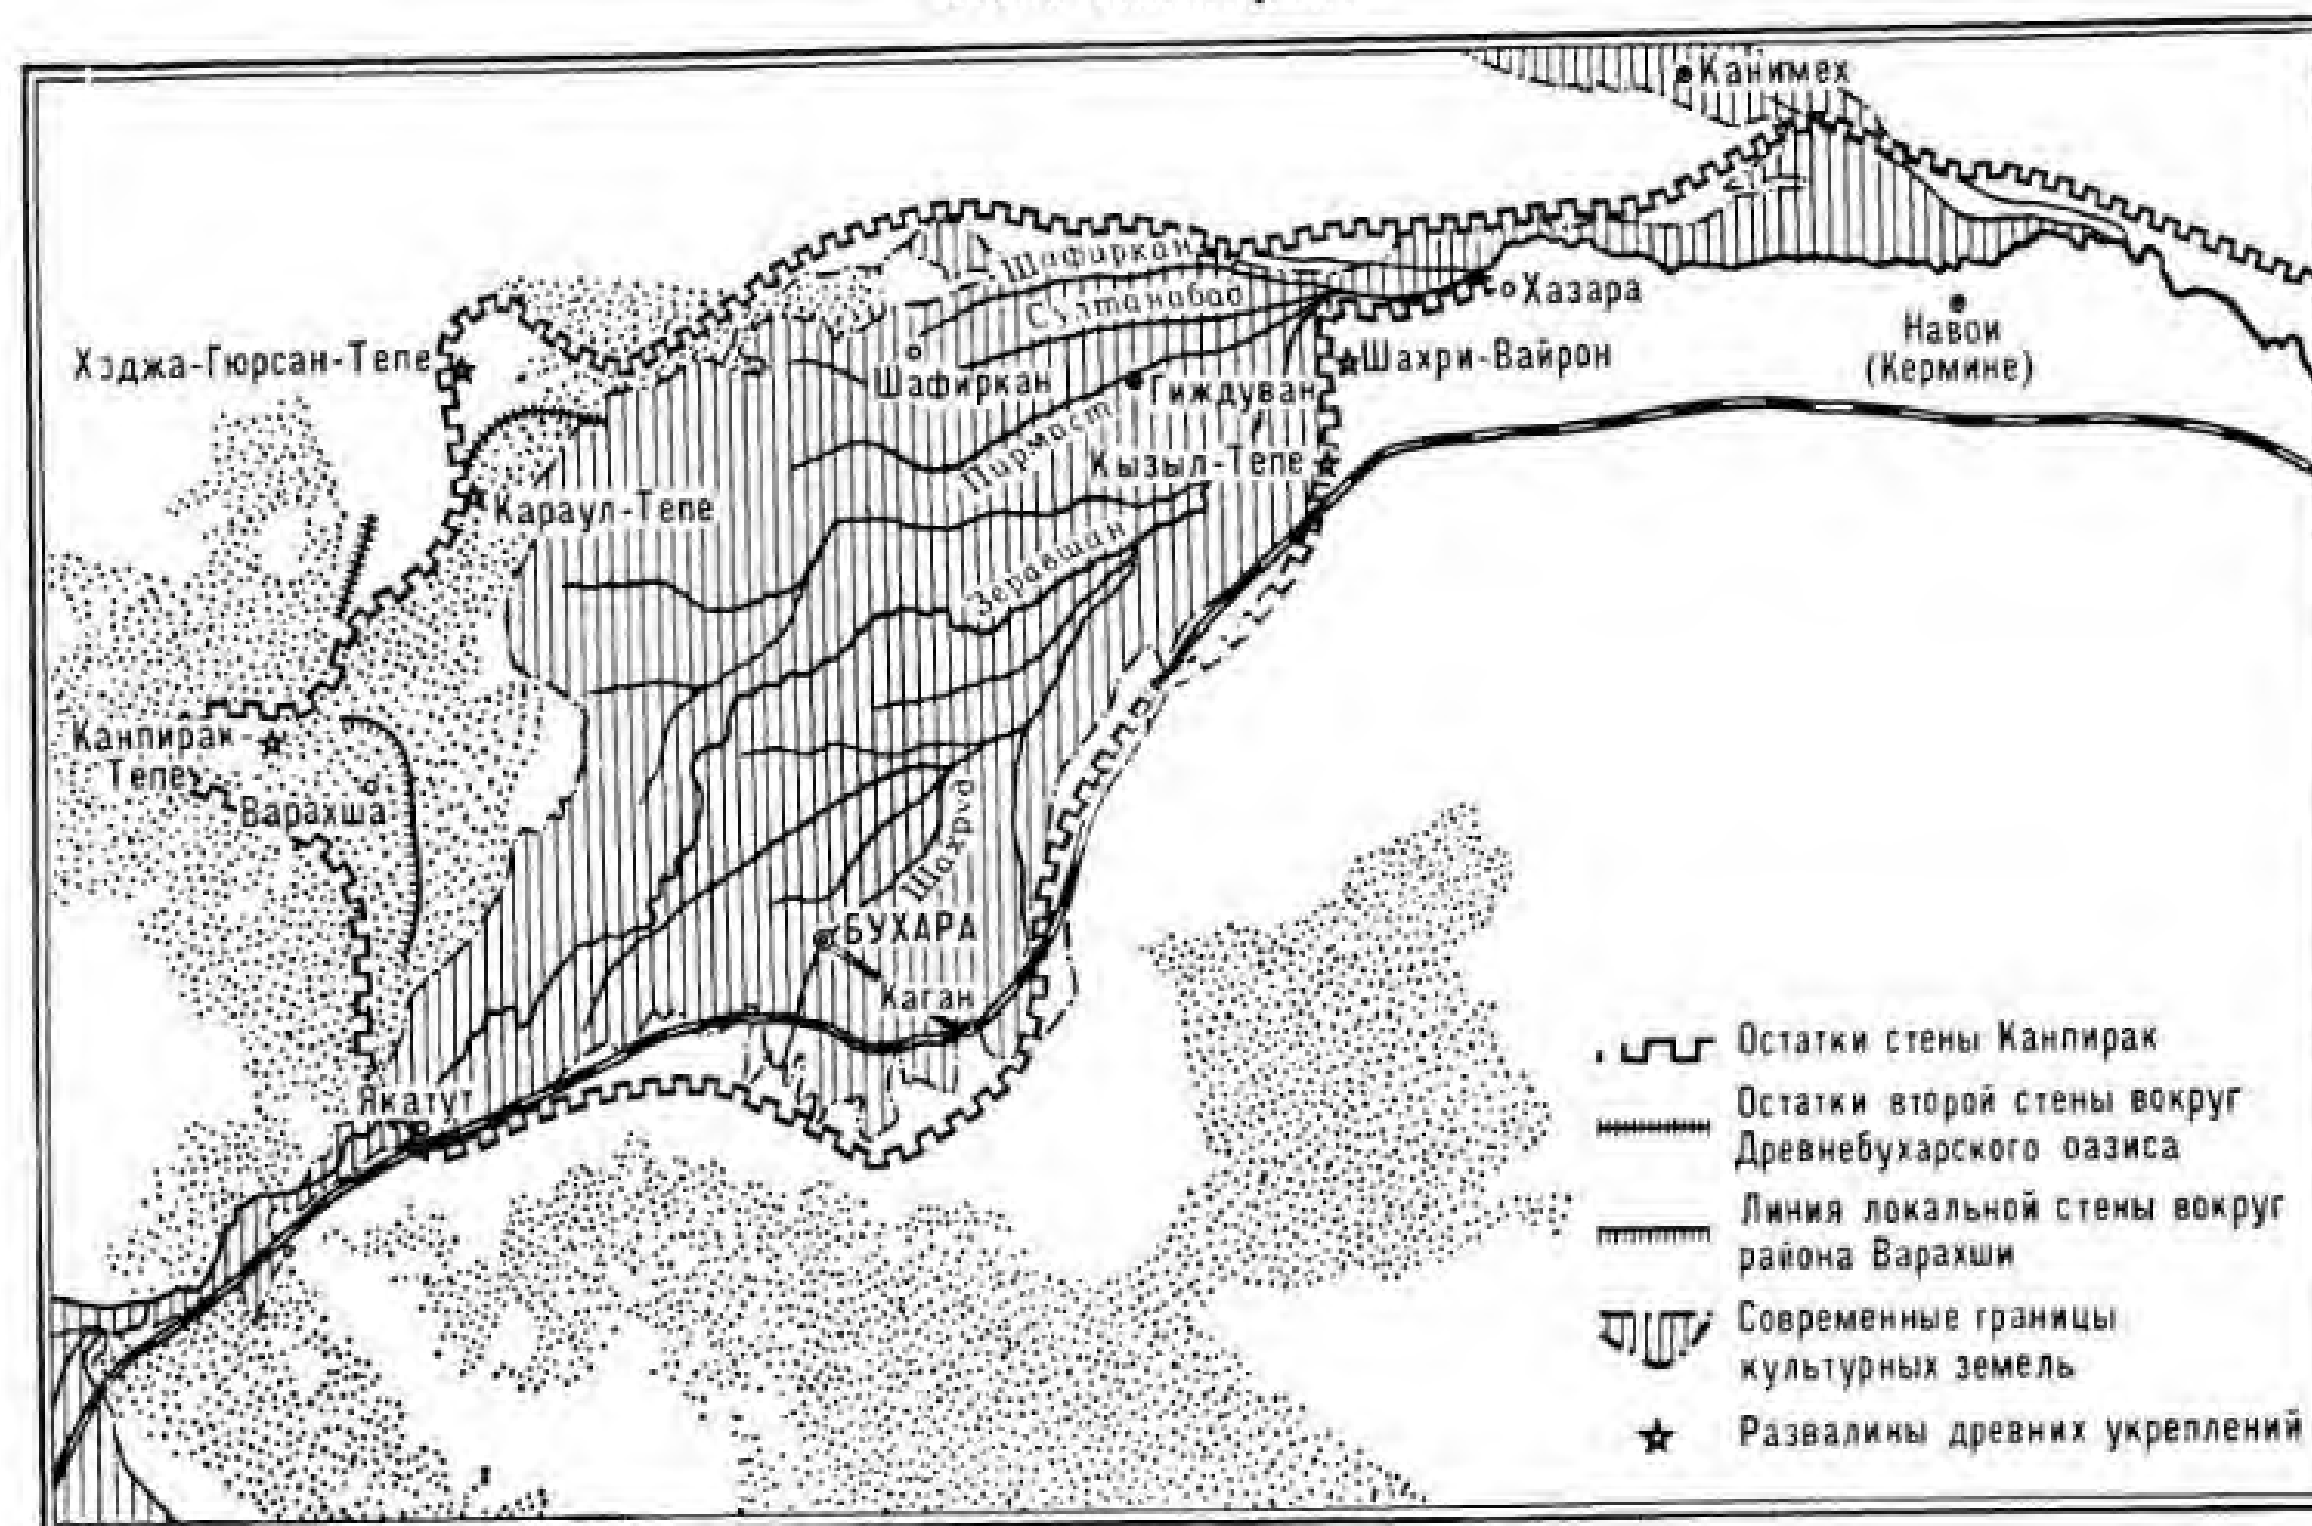 Канимех
Шафиркан
Султанабад
Хазара
Навои
(Кермине)
Хаджа-Гюрсан-Тепе
Шахри-Вайрон
Шафиркан
Гиждуван
Пирмаст
Кызыл-Тепе
Караул-Тепе
Зеравшан
Канпирак-
Тепе
Варахша
Шахруд
БУХАРА
Каган
Якатут
Остатки стены Канпирак
Остатки второй стены вокруг
Древнебухарского оазиса
Линия локальной стены вокруг
района Варахши
Современные границы
культурных земель
Развалины древних укреплений